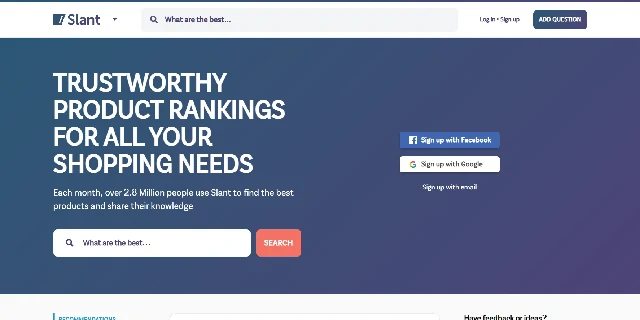 Slant
What are the best...
Log in • Sign up
ADD QUESTION
TRUSTWORTHY
PRODUCT RANKINGS
FOR ALL YOUR
SHOPPING NEEDS
Each month, over 2.8 Million people use Slant to find the best
products and share their knowledge
What are the best...
SEARCH
Sign up with Facebook
Sign up with Google
Sign up with email
RECOMMENDATIONS
Have feedback or ideas?